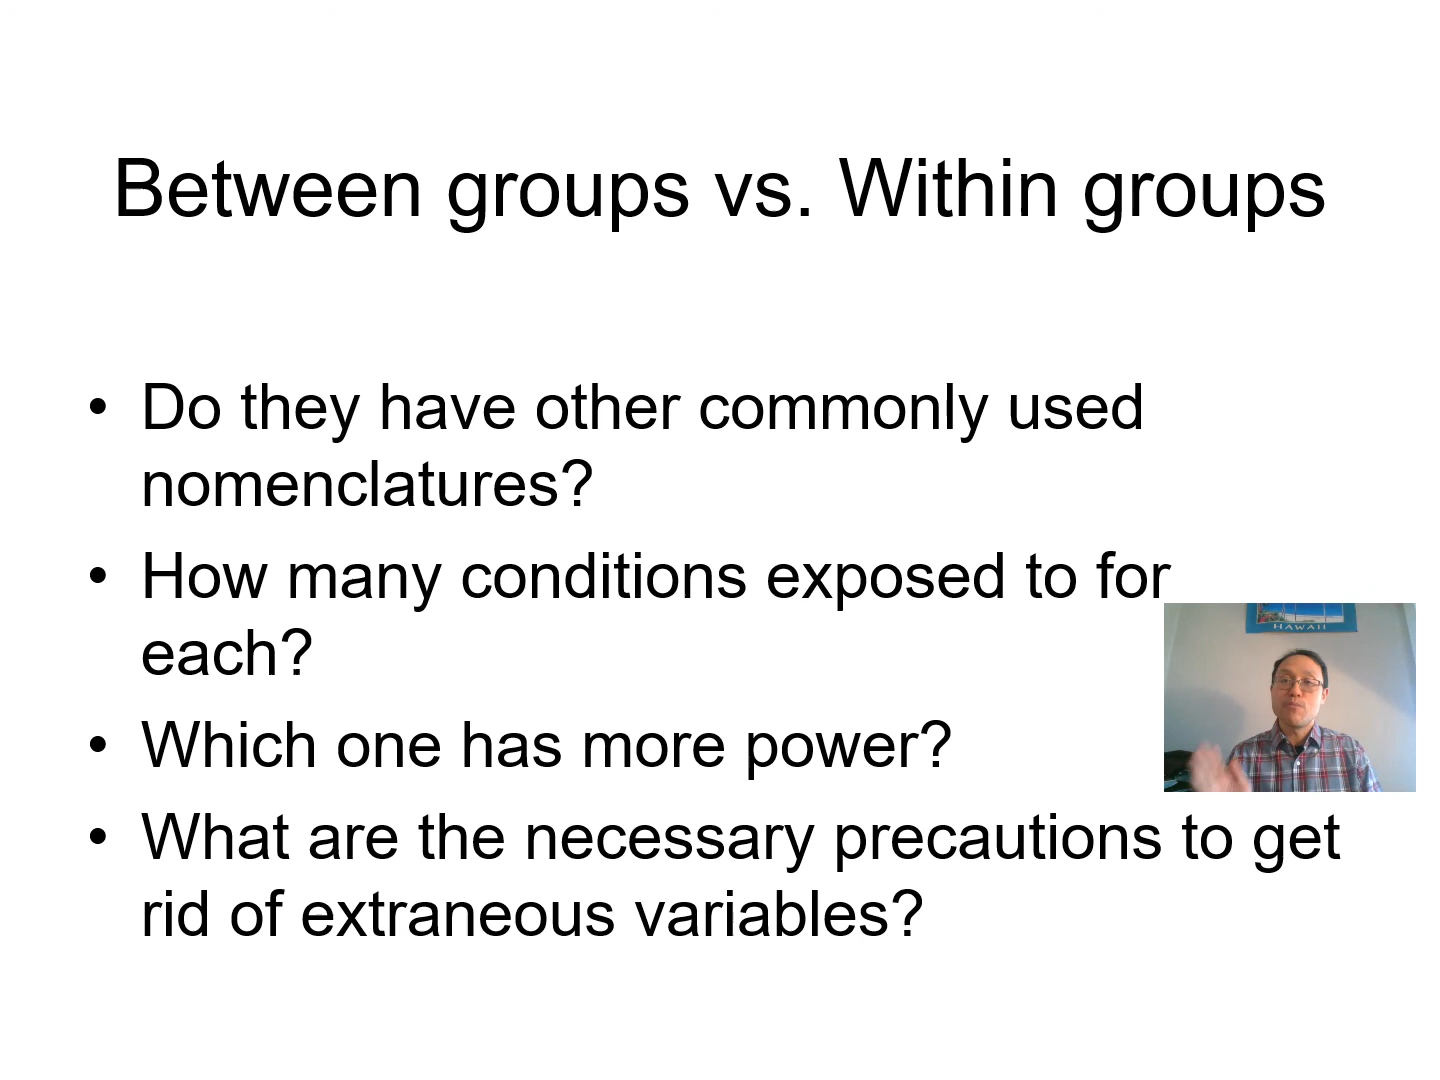 Between groups vs. Within groups
• Do they have other commonly used
nomenclatures?
• How many conditions exposed to for
each?
HAWAII
• Which one has more power?
• What are the necessary precautions to get
rid of extraneous variables?